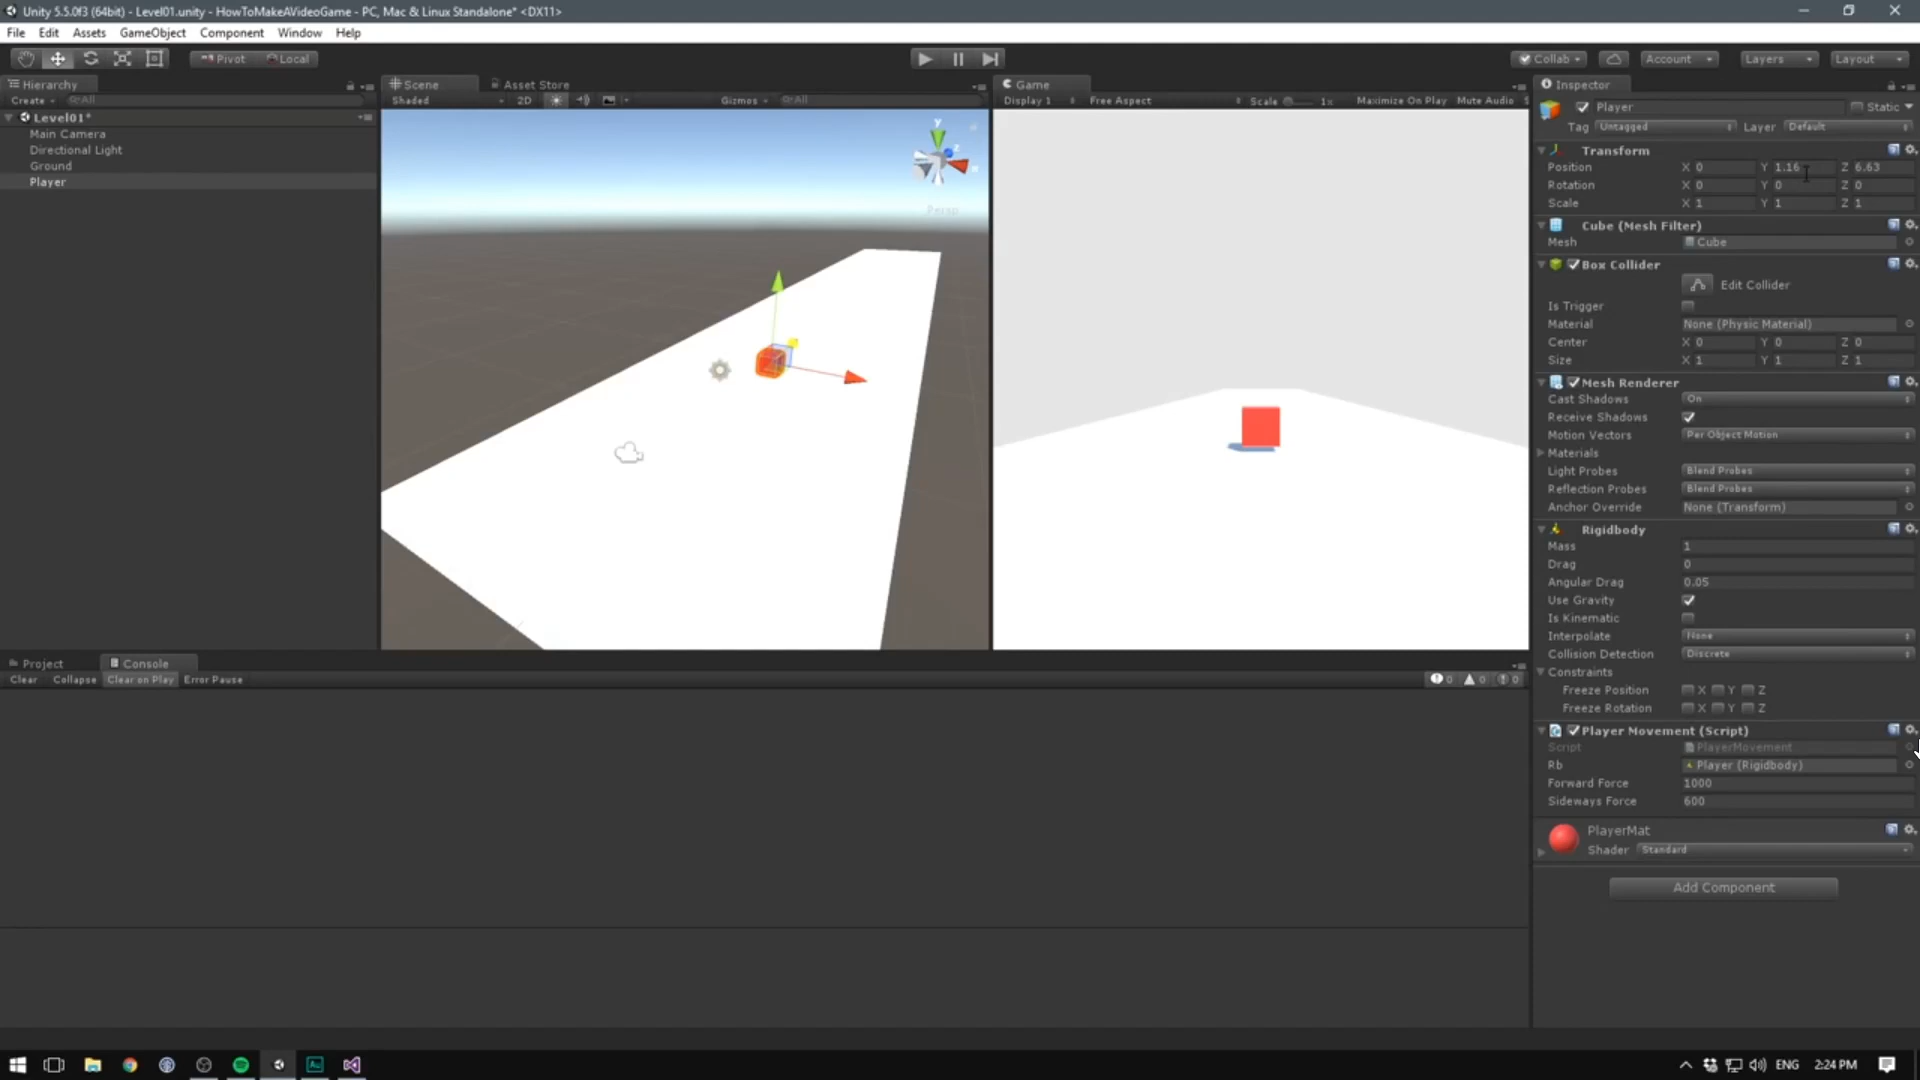 Unity 5.5.0f3 (64bit) - Level01.unity - HowToMakeAVideoGame - PC, Mac & Linux Standalone* <DX11>
File Edit Assets GameObject Component Window Help
Pivot Local Collab Account Layers Layout
Hierarchy
Create All
Level01*
Main Camera
Directional Light
Ground
Player
Scene Asset Store
Shaded 2D Gizmos All
y
z
x
Persp
Game
Display 1 Free Aspect Scale 1x Maximize On Play Mute Audio
Inspector
Player Static
Tag Untagged Layer Default
Transform
Position X 0 Y 1.16 Z 6.63
Rotation X 0 Y 0 Z 0
Scale X 1 Y 1 Z 1
Cube (Mesh Filter)
Mesh Cube
Box Collider
Edit Collider
Is Trigger
Material None (Physic Material)
Center X 0 Y 0 Z 0
Size X 1 Y 1 Z 1
Mesh Renderer
Cast Shadows On
Receive Shadows
Motion Vectors Per Object Motion
Materials
Light Probes Blend Probes
Reflection Probes Blend Probes
Anchor Override None (Transform)
Rigidbody
Mass 1
Drag 0
Angular Drag 0.05
Use Gravity
Is Kinematic
Interpolate None
Collision Detection Discrete
Constraints
Freeze Position X Y Z
Freeze Rotation X Y Z
Player Movement (Script)
Script PlayerMovement
Rb Player (Rigidbody)
Forward Force 1000
Sideways Force 600
PlayerMat
Shader Standard
Add Component
Project Console
Clear Collapse Clear on Play Error Pause
0 0 0
Au
ENG 2:24 PM